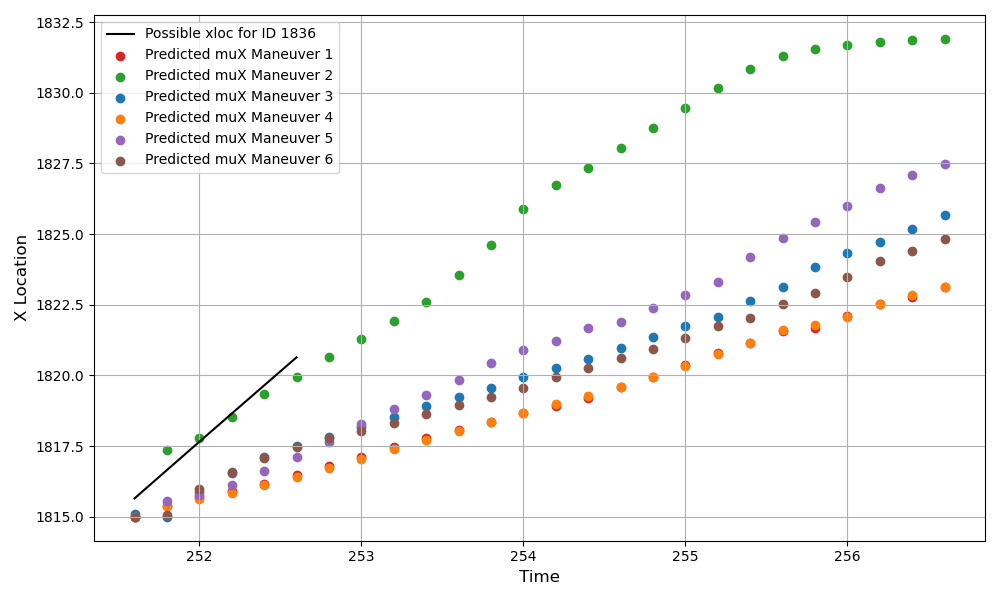 1832.5
1830.0
1827.5
1825.0
1822.5
1820.0
1817.5
1815.0
X Location
Possible xloc for ID 1836
Predicted muX Maneuver 1
Predicted muX Maneuver 2
Predicted muX Maneuver 3
Predicted muX Maneuver 4
Predicted muX Maneuver 5
Predicted muX Maneuver 6
252 253 254 255 256
Time